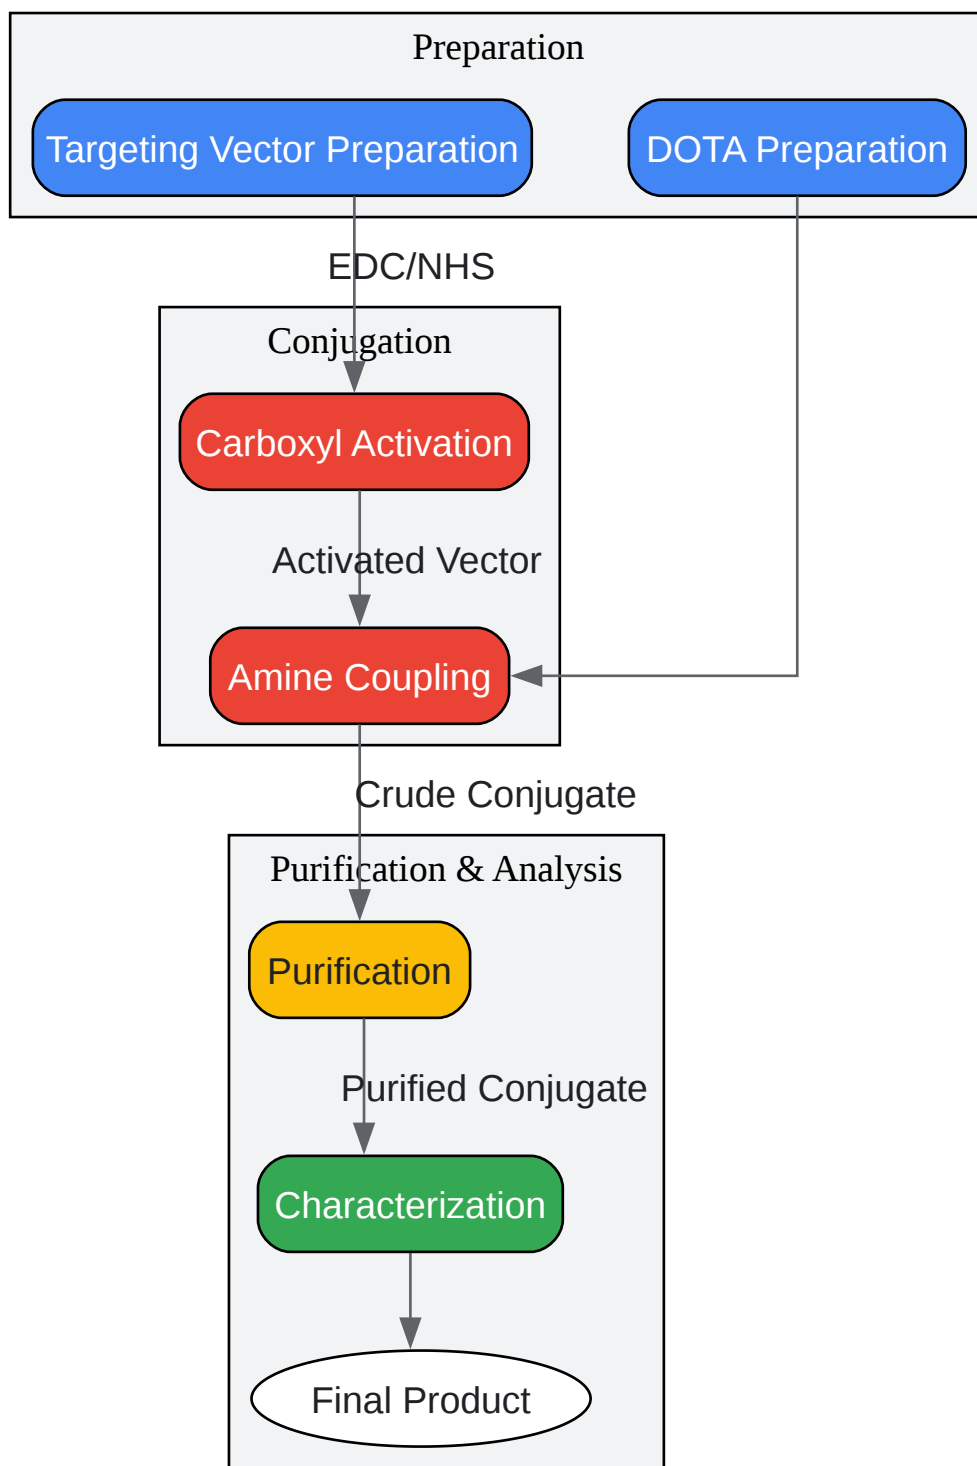 Preparation
Targeting Vector Preparation
DOTA Preparation
EDC/NHS
Conjugation
Carboxyl Activation
Activated Vector
Amine Coupling
Crude Conjugate
Purification & Analysis
Purification
Purified Conjugate
Characterization
Final Product